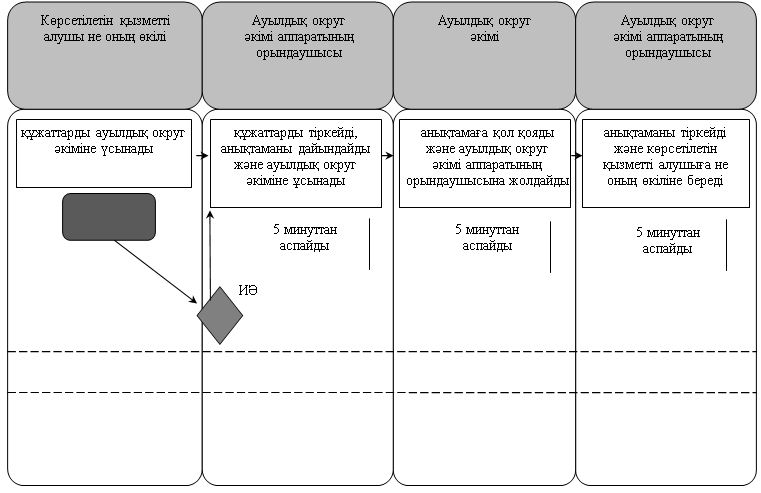 Көрсетілетін қызметті
алушы не оның өкілі
Ауылдық округ
әкімі аппаратының
орындаушысы
Ауылдық округ
әкімі
Ауылдық округ
әкімі аппаратының
орындаушысы
құжаттарды ауылдық округ
әкіміне ұсынады
құжаттарды тіркейді,
анықтаманы дайындайды
және ауылдық округ
әкіміне ұсынады
анықтамаға қол қояды
және ауылдық округ
әкімі аппаратының
орындаушысына жолдайды
анықтаманы тіркейді
және көрсетілетін
қызметті алушыға не
оның өкіліне береді
5 минуттан
аспайды
5 минуттан
аспайды
5 минуттан
аспайды
ИӘ